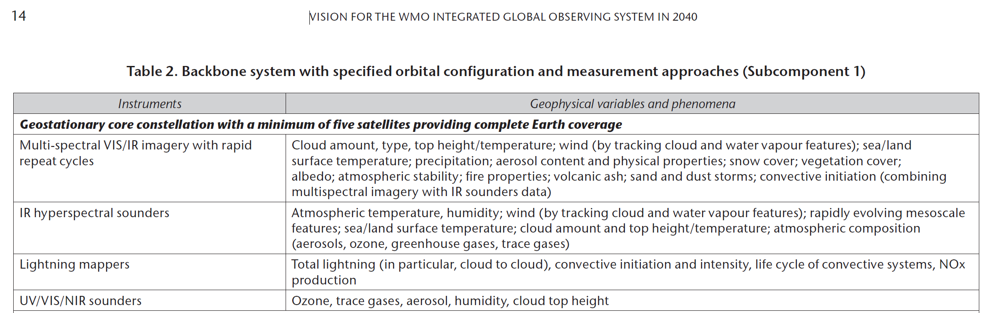 14
VISION FOR THE WMO INTEGRATED GLOBAL OBSERVING SYSTEM IN 2040
Table 2. Backbone system with specified orbital configuration and measurement approaches (Subcomponent 1)
Instruments
Geophysical variables and phenomena
Geostationary core constellation with a minimum of five satellites providing complete Earth coverage
Multi-spectral VIS/IR imagery with rapid
repeat cycles
Cloud amount, type, top height/temperature; wind (by tracking cloud and water vapour features); sea/land
surface temperature; precipitation; aerosol content and physical properties; snow cover; vegetation cover;
albedo; atmospheric stability; fire properties; volcanic ash; sand and dust storms; convective initiation (combining
multispectral imagery with IR sounders data)
IR hyperspectral sounders
Atmospheric temperature, humidity; wind (by tracking cloud and water vapour features); rapidly evolving mesoscale
features; sea/land surface temperature; cloud amount and top height/temperature; atmospheric composition
(aerosols, ozone, greenhouse gases, trace gases)
Lightning mappers
Total lightning (in particular, cloud to cloud), convective initiation and intensity, life cycle of convective systems, NOx
production
UV/VIS/NIR sounders
Ozone, trace gases, aerosol, humidity, cloud top height